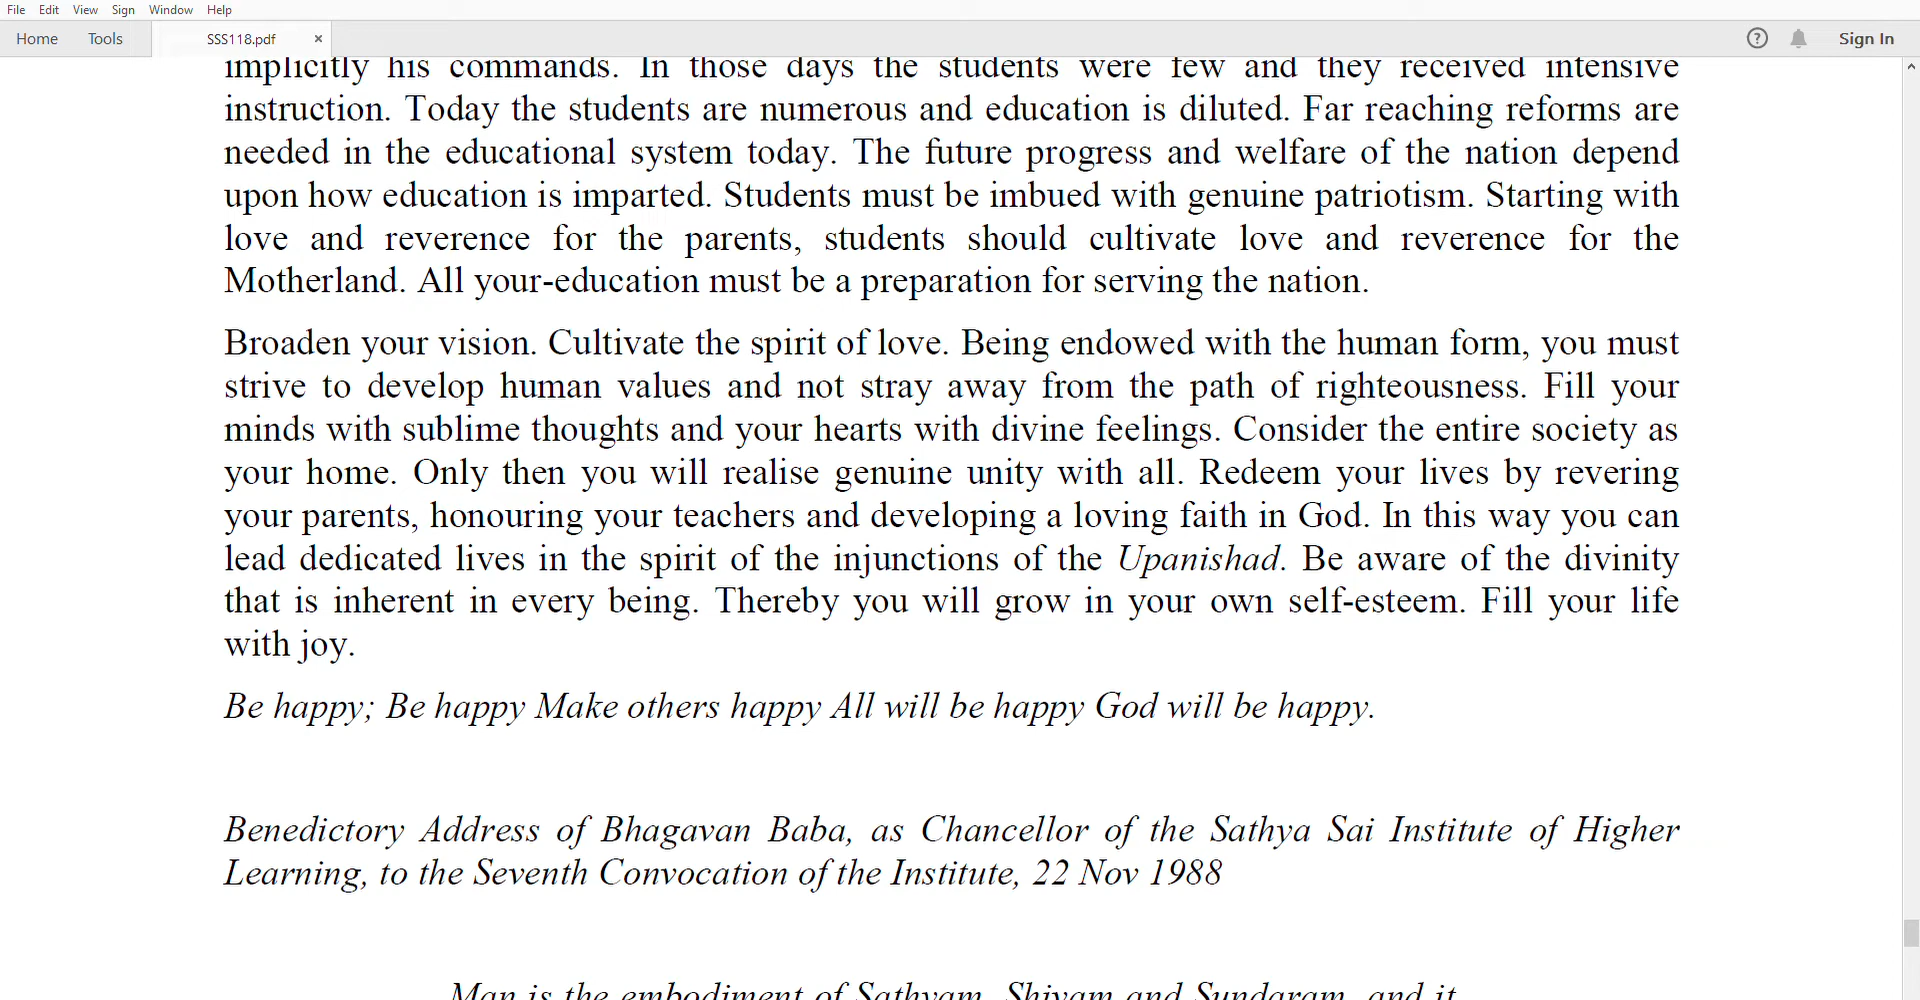 File Edit View Sign Window Help
Home Tools SSS118.pdf × ? Sign In
implicitly his commands. In those days the students were few and they received intensive
instruction. Today the students are numerous and education is diluted. Far reaching reforms are
needed in the educational system today. The future progress and welfare of the nation depend
upon how education is imparted. Students must be imbued with genuine patriotism. Starting with
love and reverence for the parents, students should cultivate love and reverence for the
Motherland. All your-education must be a preparation for serving the nation.
Broaden your vision. Cultivate the spirit of love. Being endowed with the human form, you must
strive to develop human values and not stray away from the path of righteousness. Fill your
minds with sublime thoughts and your hearts with divine feelings. Consider the entire society as
your home. Only then you will realise genuine unity with all. Redeem your lives by revering
your parents, honouring your teachers and developing a loving faith in God. In this way you can
lead dedicated lives in the spirit of the injunctions of the Upanishad. Be aware of the divinity
that is inherent in every being. Thereby you will grow in your own self-esteem. Fill your life
with joy.
Be happy; Be happy Make others happy All will be happy God will be happy.
Benedictory Address of Bhagavan Baba, as Chancellor of the Sathya Sai Institute of Higher
Learning, to the Seventh Convocation of the Institute, 22 Nov 1988
Man is the embodiment of Sathyam, Shivam and Sundaram, and it